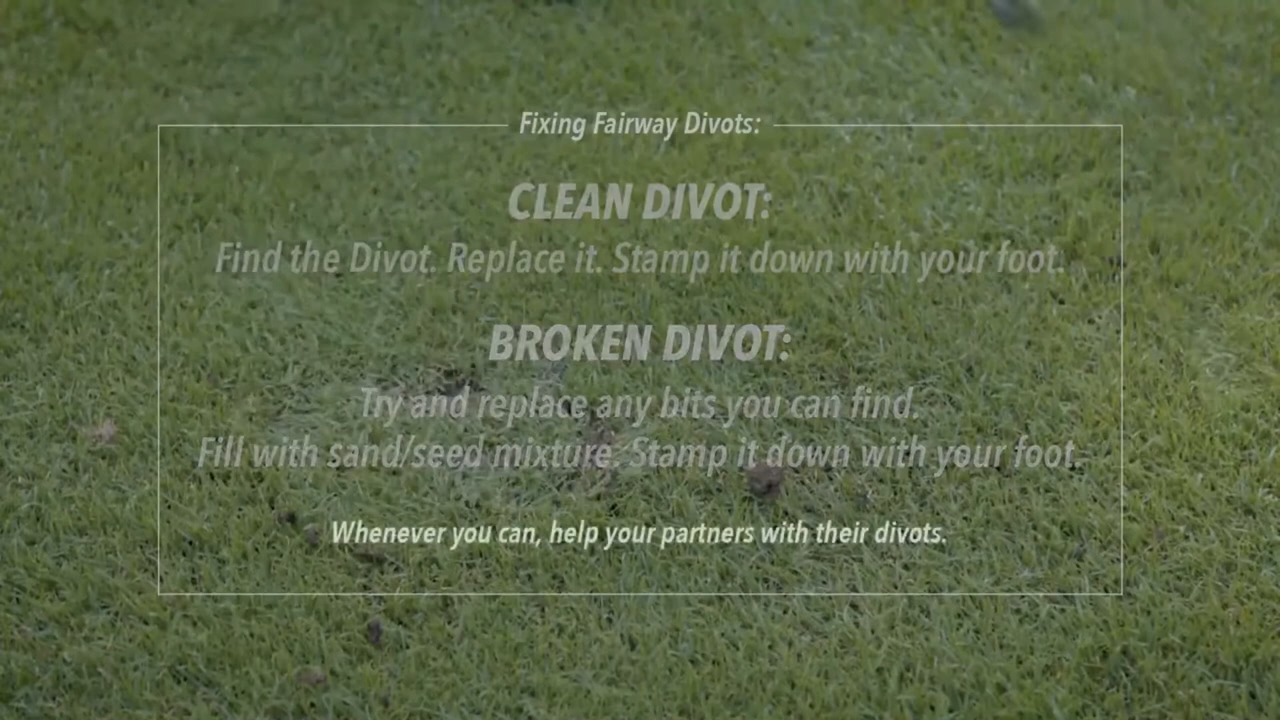 Fixing Fairway Divots:
CLEAN DIVOT:
Find the Divot. Replace it. Stamp it down with your foot.
BROKEN DIVOT:
Try and replace any bits you can find.
Fill with sand/seed mixture. Stamp it down with your foot.
Whenever you can, help your partners with their divots.